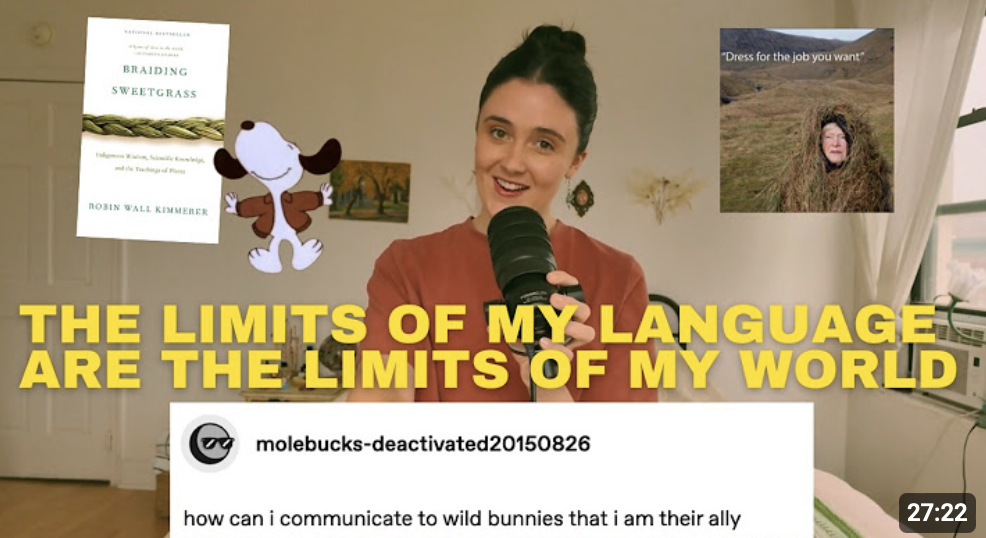 NATIONAL BESTSELLER
BRAIDING
SWEETGRASS
Indigenous Wisdom, Scientific Knowledge,
and the Teachings of Plants
ROBIN WALL KIMMERER
"Dress for the job you want"
THE LIMITS OF MY LANGUAGE
ARE THE LIMITS OF MY WORLD
molebucks-deactivated20150826
how can i communicate to wild bunnies that i am their ally
27:22